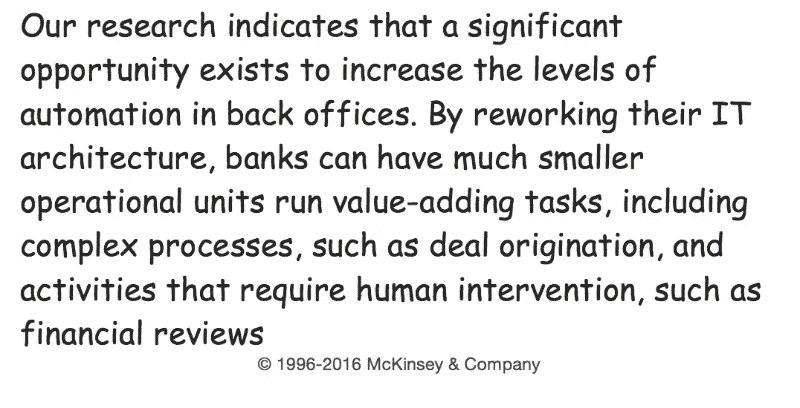 Our research indicates that a significant
opportunity exists to increase the levels of
automation in back offices. By reworking their IT
architecture, banks can have much smaller
operational units run value-adding tasks, including
complex processes, such as deal origination, and
activities that require human intervention, such as
financial reviews
© 1996-2016 McKinsey & Company